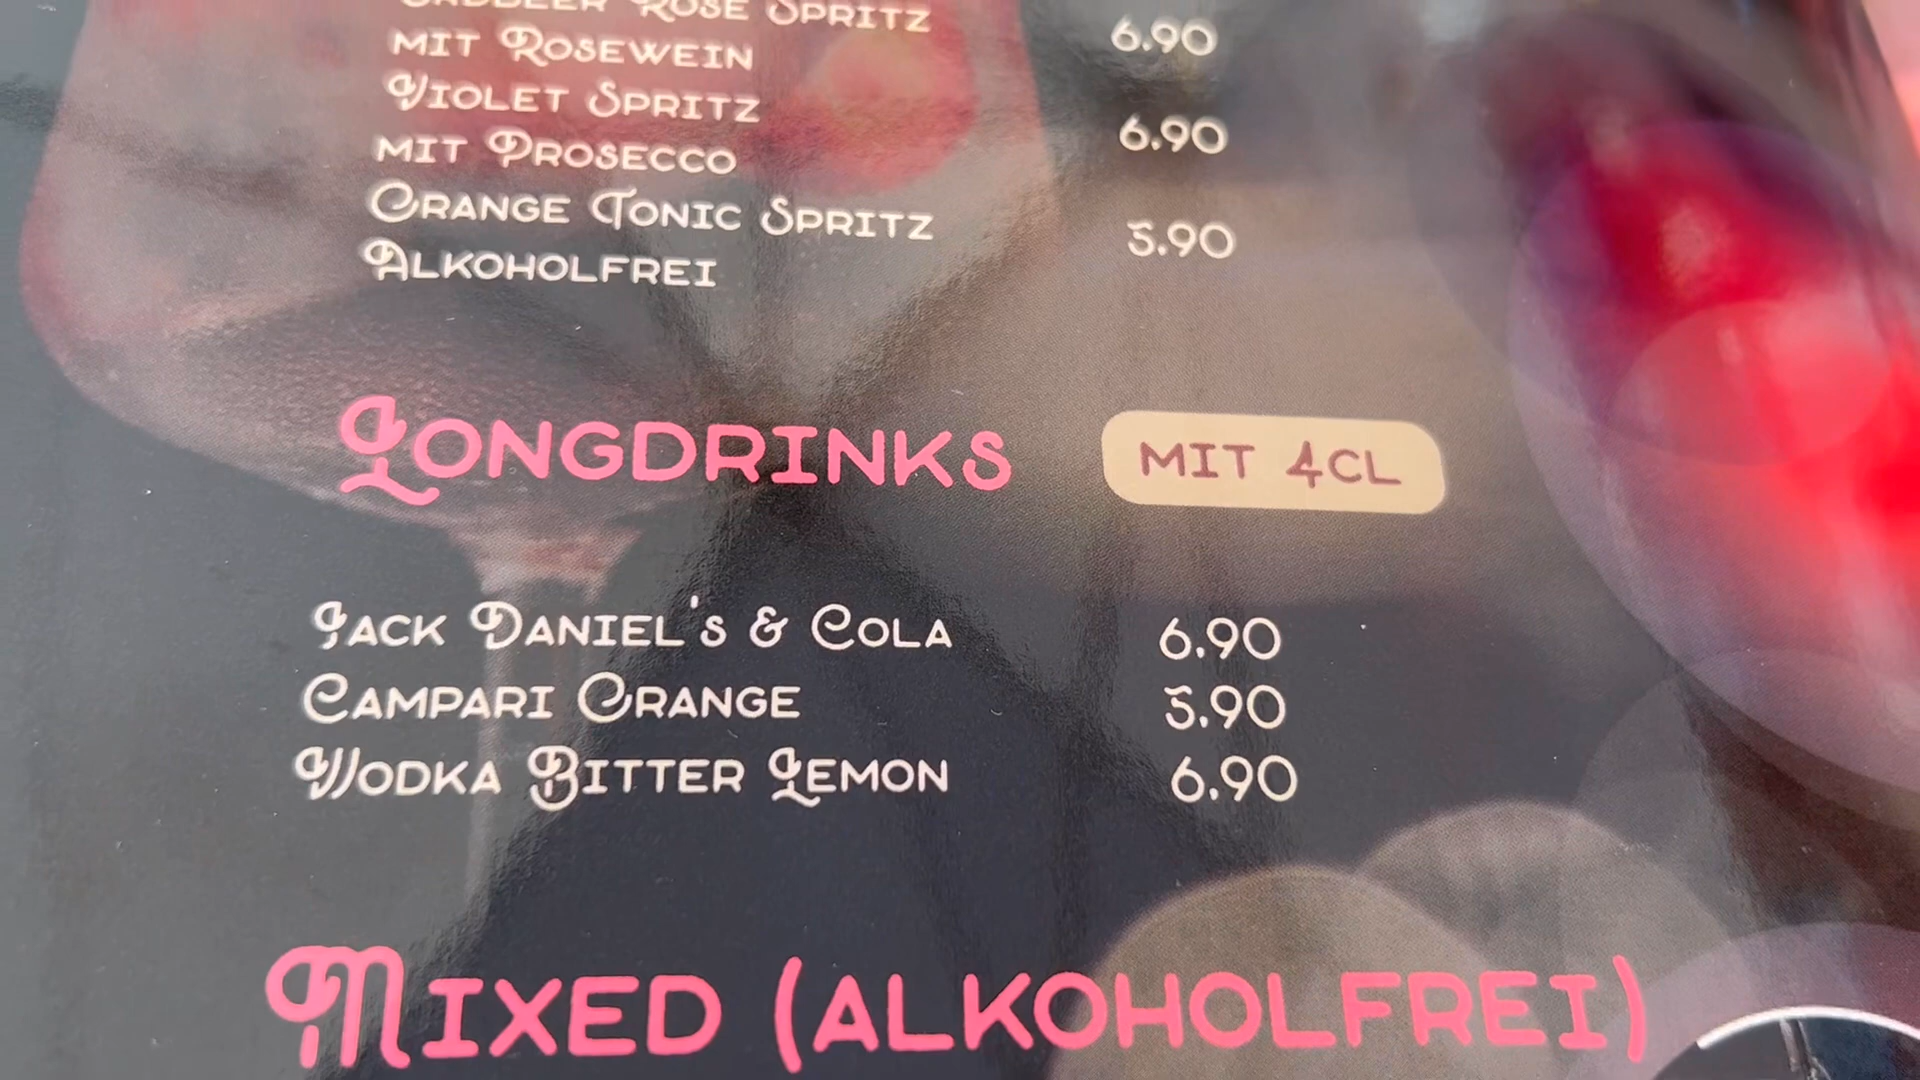 Rose Spritz
mit Rosewein 6.90
Violet Spritz
mit Prosecco 6.90
Orange Tonic Spritz
Alkoholfrei 5.90
Longdrinks mit 4cl
Jack Daniel's & Cola 6.90
Campari Orange 5.90
Wodka Bitter Lemon 6.90
Mixed (alkoholfrei)